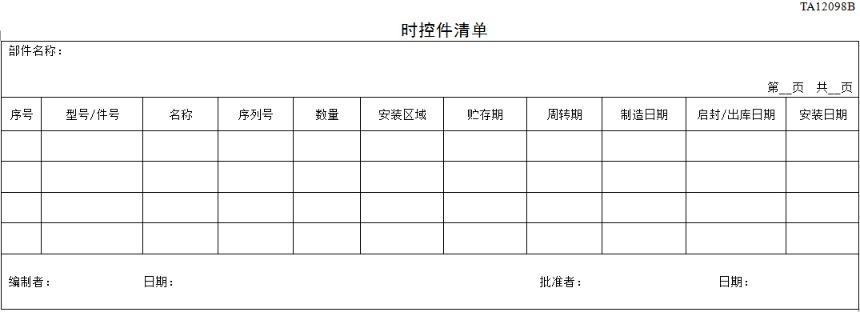 TA12098B
时控件清单
部件名称：
第__页 共__页
序号 型号/件号 名称 序列号 数量 安装区域 贮存期 周转期 制造日期 启封/出库日期 安装日期
编制者： 日期： 批准者： 日期：